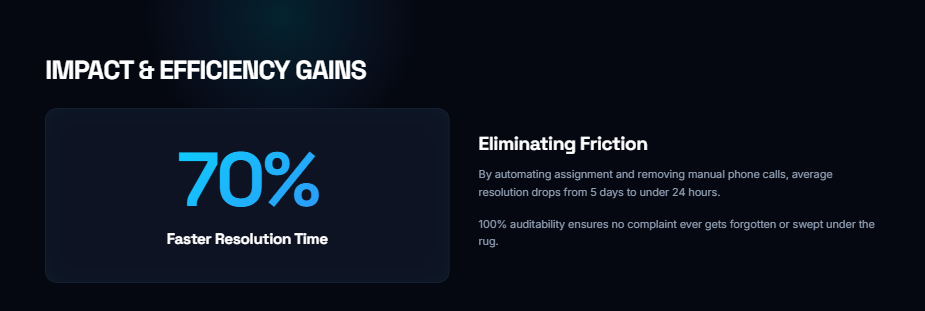 IMPACT & EFFICIENCY GAINS
70%
Faster Resolution Time
Eliminating Friction
By automating assignment and removing manual phone calls, average
resolution drops from 5 days to under 24 hours.
100% auditability ensures no complaint ever gets forgotten or swept under the
rug.